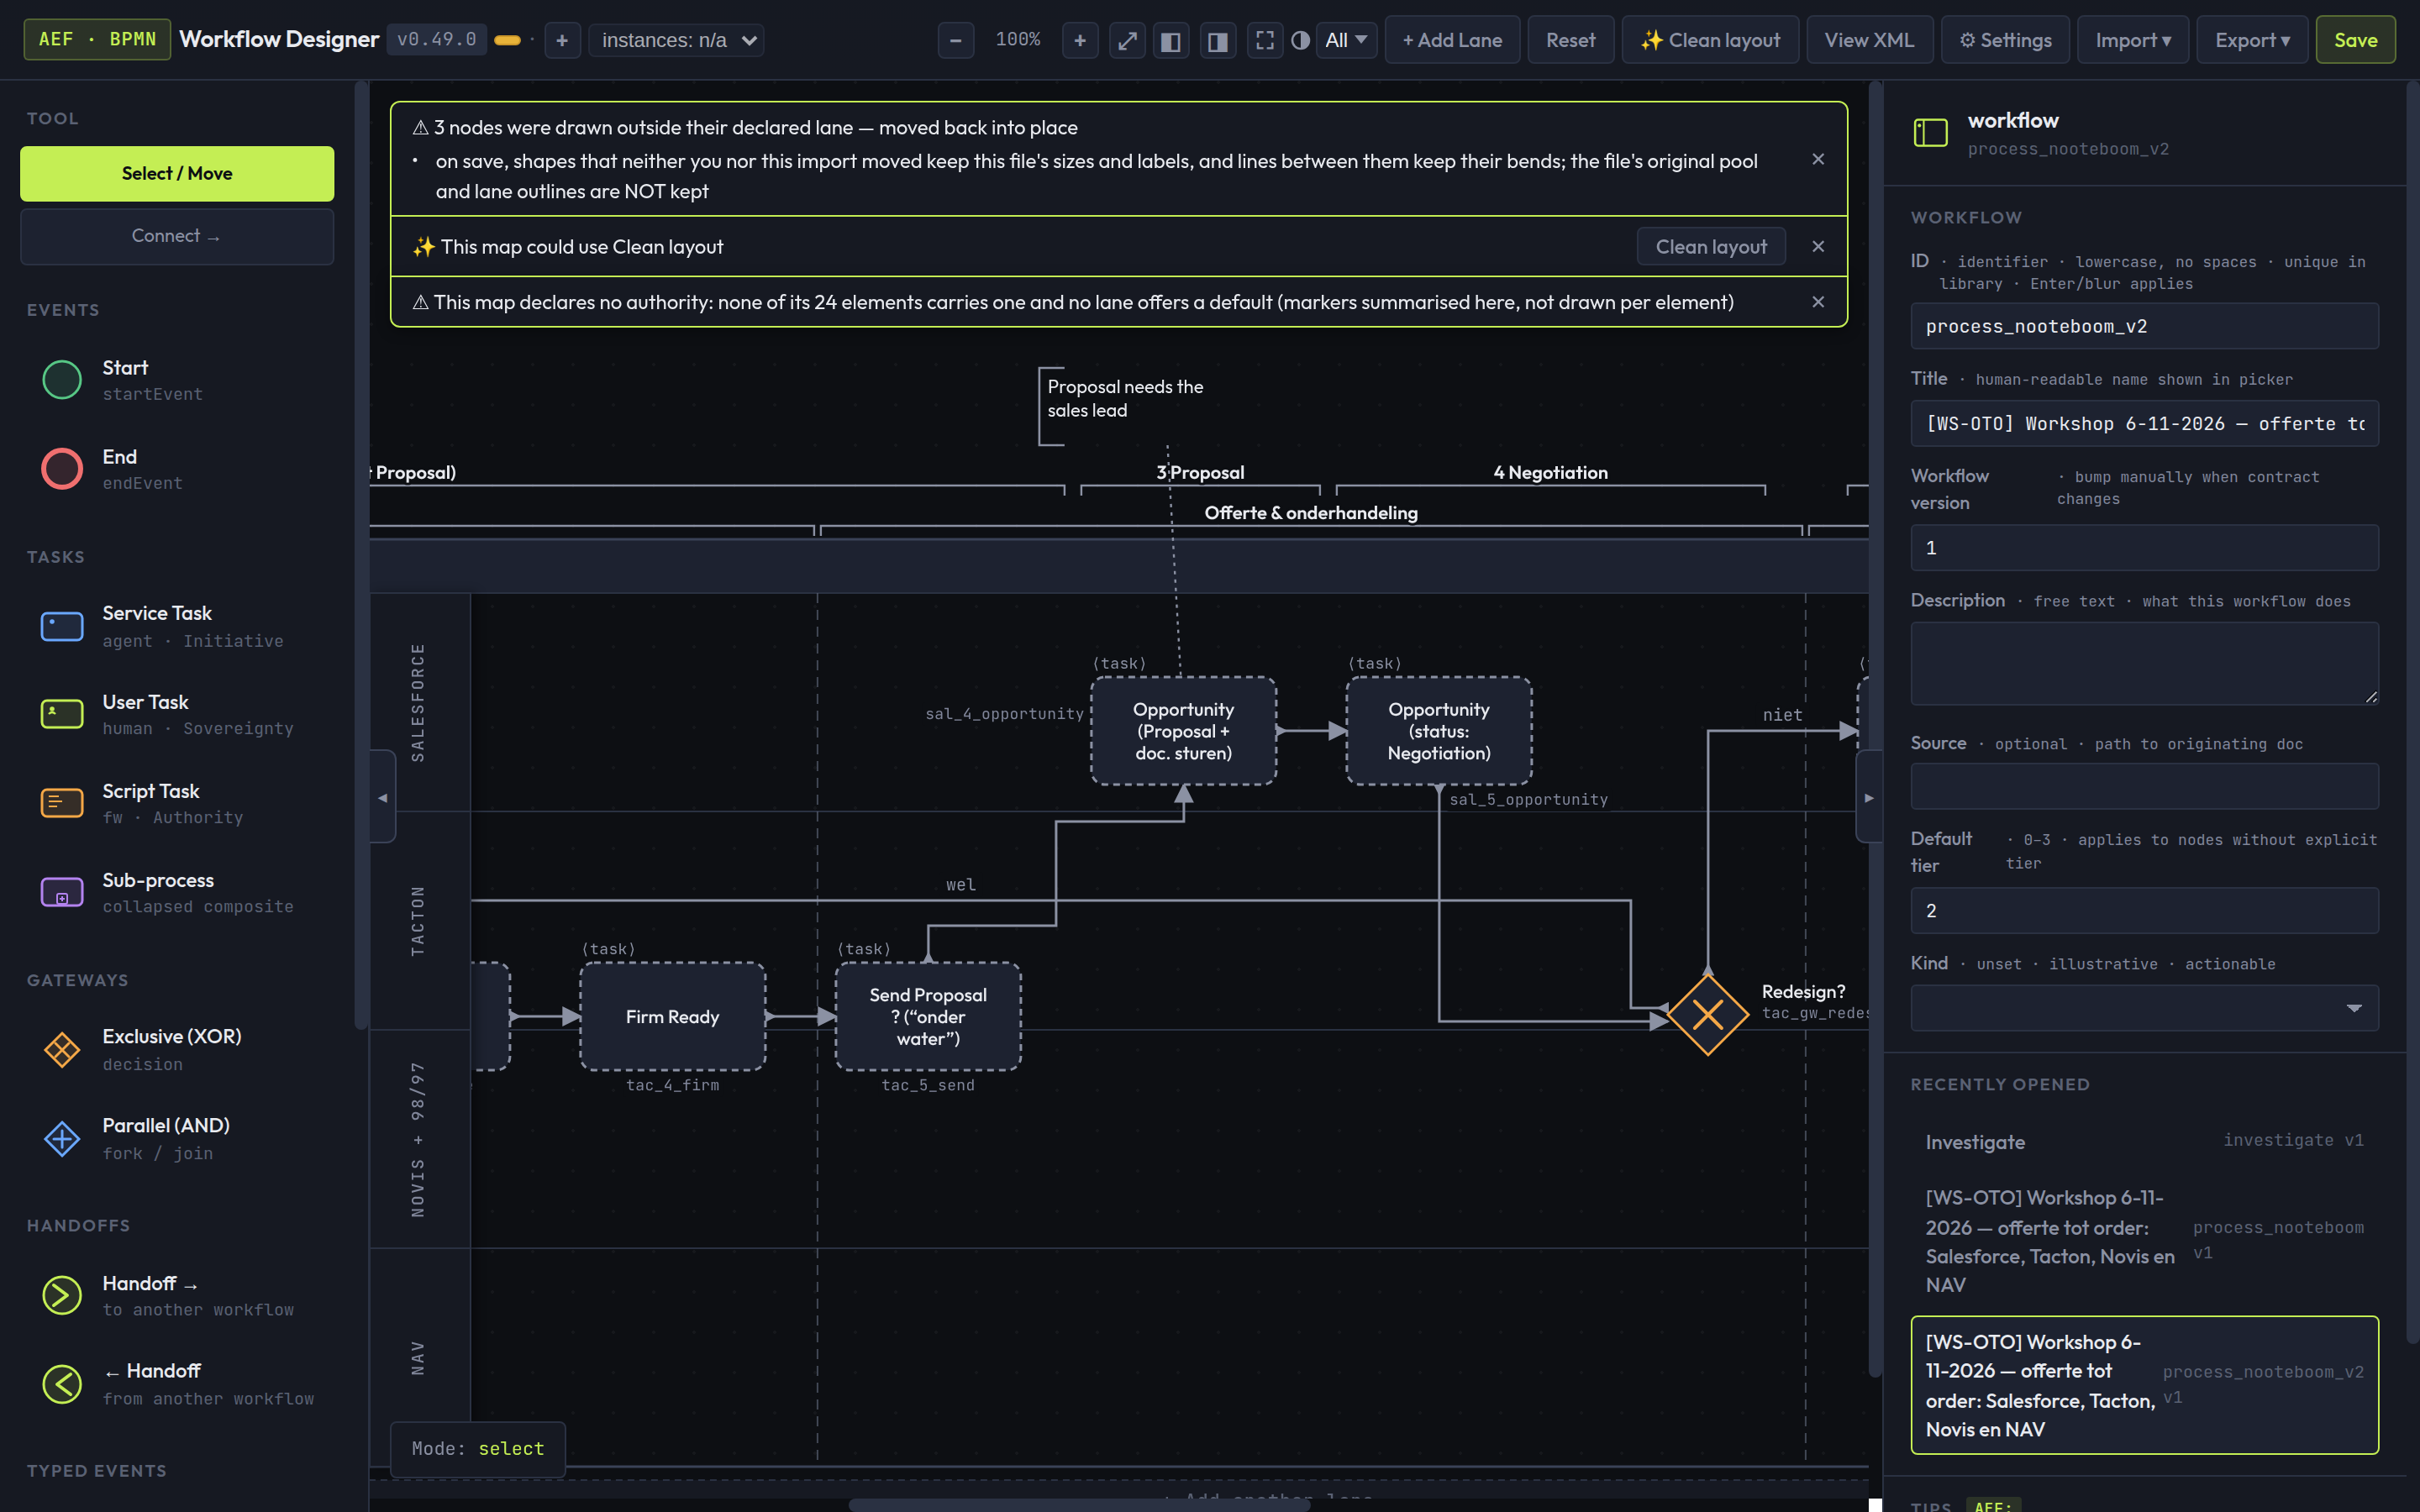 AEF · BPMN Workflow Designer v0.49.0 · + instances: n/a
− 100% + All + Add Lane Reset ✨ Clean layout View XML ⚙ Settings Import ▾ Export ▾ Save
TOOL
Select / Move
Connect →
EVENTS
Start
startEvent
End
endEvent
TASKS
Service Task
agent · Initiative
User Task
human · Sovereignty
Script Task
fw · Authority
Sub-process
collapsed composite
GATEWAYS
Exclusive (XOR)
decision
Parallel (AND)
fork / join
HANDOFFS
Handoff →
to another workflow
← Handoff
from another workflow
TYPED EVENTS
⚠ 3 nodes were drawn outside their declared lane — moved back into place
• on save, shapes that neither you nor this import moved keep this file's sizes and labels, and lines between them keep their bends; the file's original pool
and lane outlines are NOT kept
✨ This map could use Clean layout
Clean layout
⚠ This map declares no authority: none of its 24 elements carries one and no lane offers a default (markers summarised here, not drawn per element)
Proposal needs the
sales lead
t Proposal)
3 Proposal
4 Negotiation
Offerte & onderhandeling
SALESFORCE
TACTON
NOVIS + 98/97
NAV
⟨task⟩
sal_4_opportunity
Opportunity
(Proposal +
doc. sturen)
⟨task⟩
Opportunity
(status:
Negotiation)
sal_5_opportunity
niet
wel
⟨task⟩
Firm Ready
tac_4_firm
⟨task⟩
Send Proposal
? (“onder
water”)
tac_5_send
Redesign?
tac_gw_redes
Mode: select
+ Add another lane
workflow
process_nooteboom_v2
WORKFLOW
ID · identifier · lowercase, no spaces · unique in
library · Enter/blur applies
process_nooteboom_v2
Title · human-readable name shown in picker
[WS-OTO] Workshop 6-11-2026 — offerte to
Workflow version · bump manually when contract changes
1
Description · free text · what this workflow does
Source · optional · path to originating doc
Default tier · 0–3 · applies to nodes without explicit tier
2
Kind · unset · illustrative · actionable
RECENTLY OPENED
Investigate investigate v1
[WS-OTO] Workshop 6-11-
2026 — offerte tot order:
Salesforce, Tacton, Novis en
NAV
process_nooteboom
v1
[WS-OTO] Workshop 6-
11-2026 — offerte tot
order: Salesforce, Tacton,
Novis en NAV
process_nooteboom_v2
v1
TIPS AEF: